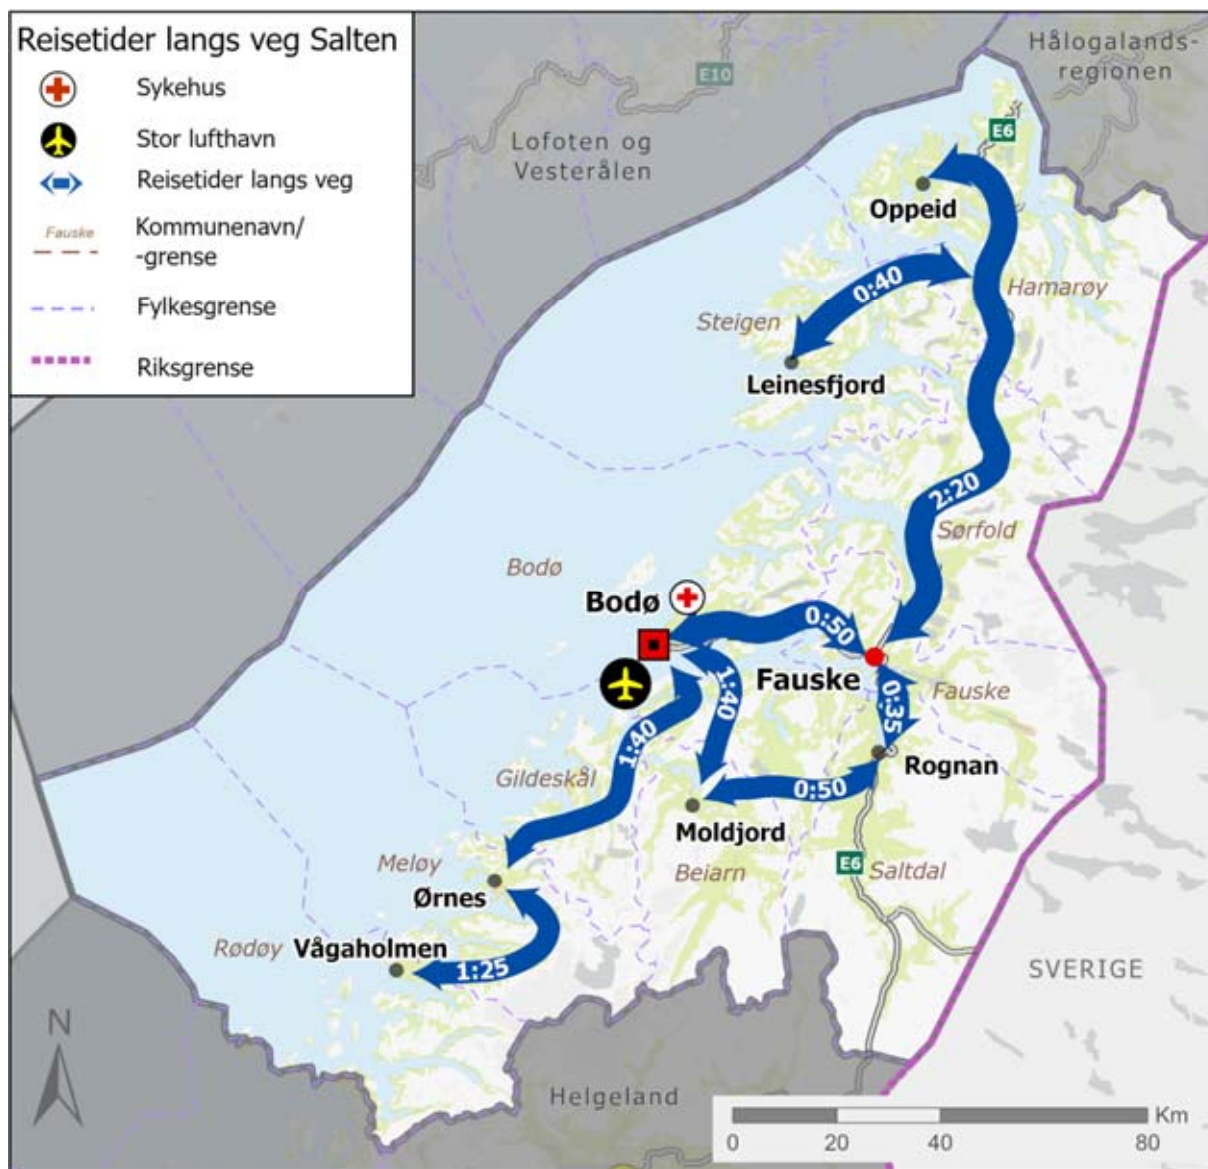 Reisetider langs veg Salten
Sykehus
Stor lufthavn
Reisetider langs veg
Fauske
Kommunenavn/
-grense
Fylkesgrense
Riksgrense
E10
Hålogalands-
regionen
Lofoten og
Vesterålen
E6
Oppeid
0:40
Hamarøy
Steigen
Leinesfjord
2:20
Sørfold
Bodø
Bodø
0:50
Fauske
Fauske
1:40
0:35
1:40
Rognan
Gildeskål
0:50
Moldjord
Meløy
Beiarn
E6
Saltdal
Ørnes
Rødøy
Vågaholmen
1:25
SVERIGE
N
Helgeland
Km
0
20
40
80